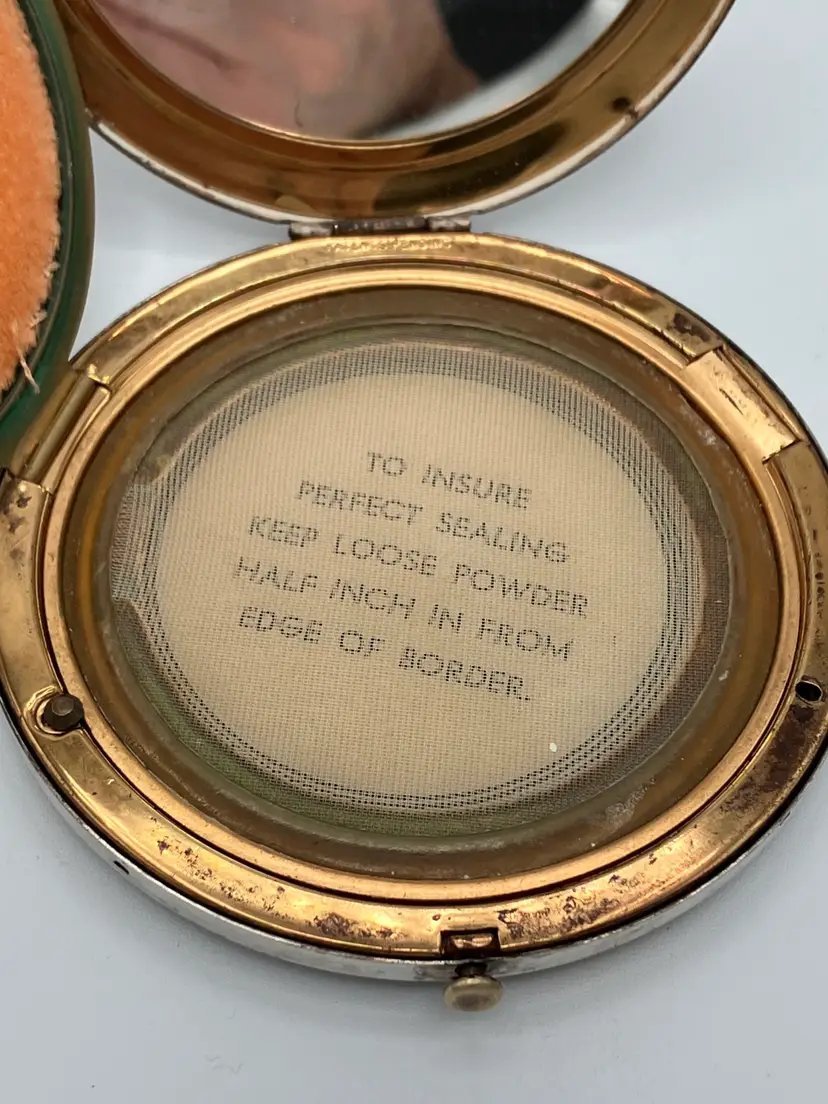 TO INSURE
PERFECT SEALING
KEEP LOOSE POWDER
HALF INCH IN FROM
EDGE OF BORDER.